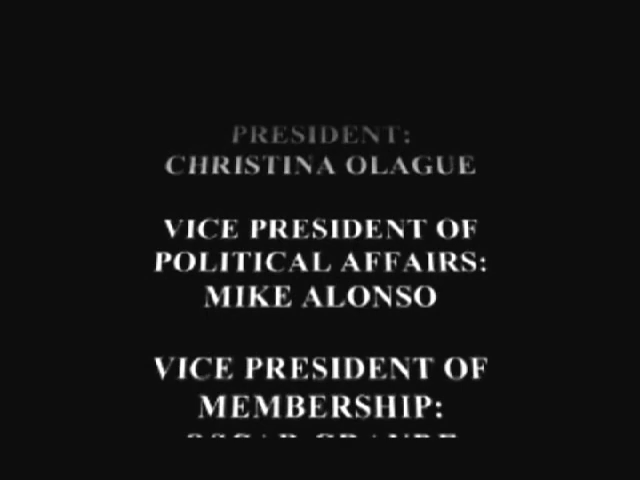 PRESIDENT:
CHRISTINA OLAGUE
VICE PRESIDENT OF
POLITICAL AFFAIRS:
MIKE ALONSO
VICE PRESIDENT OF
MEMBERSHIP: